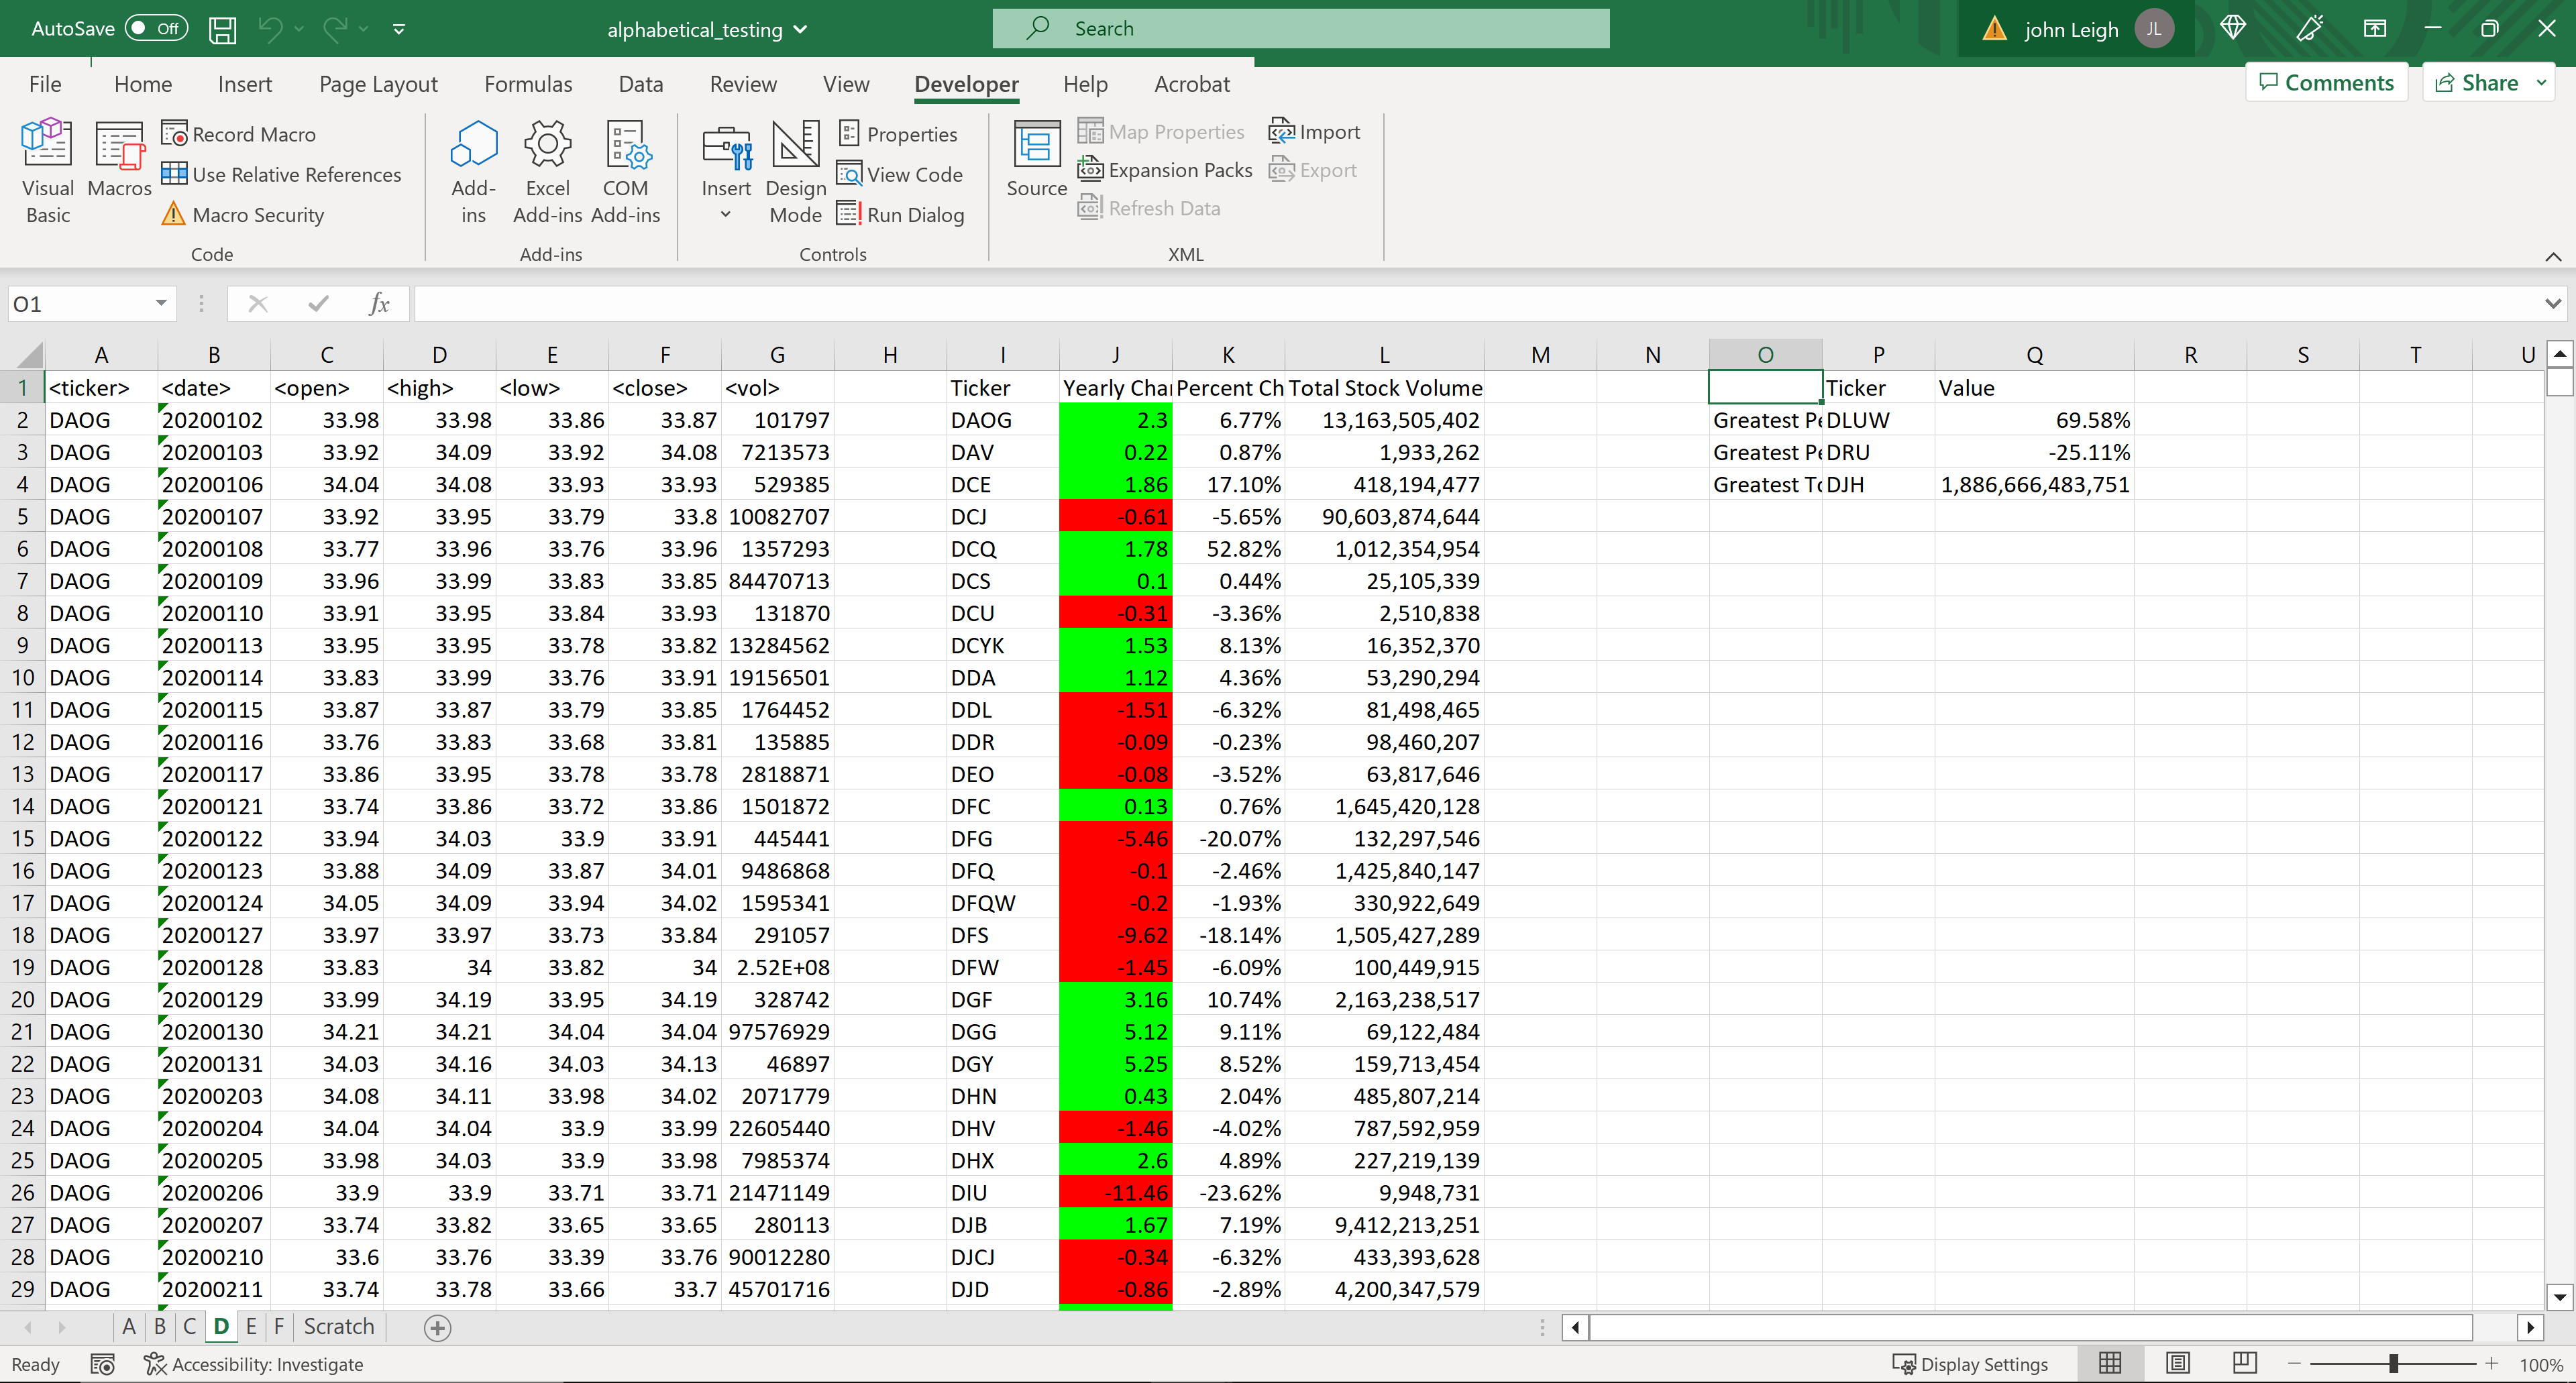 AutoSave Off alphabetical_testing Search john Leigh JL
File Home Insert Page Layout Formulas Data Review View Developer Help Acrobat Comments Share
Visual Basic
Macros
Record Macro
Use Relative References
Macro Security
Code
Add-ins
Excel Add-ins
COM Add-ins
Add-ins
Insert
Design Mode
Properties
View Code
Run Dialog
Controls
Source
Map Properties
Expansion Packs
Refresh Data
Import
Export
XML
O1 fx
A B C D E F G H I J K L M N O P Q R S T U
1 <ticker> <date> <open> <high> <low> <close> <vol> Ticker Yearly Cha Percent Ch Total Stock Volume Ticker Value
2 DAOG 20200102 33.98 33.98 33.86 33.87 101797 DAOG 2.3 6.77% 13,163,505,402 Greatest Pe DLUW 69.58%
3 DAOG 20200103 33.92 34.09 33.92 34.08 7213573 DAV 0.22 0.87% 1,933,262 Greatest Pe DRU -25.11%
4 DAOG 20200106 34.04 34.08 33.93 33.93 529385 DCE 1.86 17.10% 418,194,477 Greatest To DJH 1,886,666,483,751
5 DAOG 20200107 33.92 33.95 33.79 33.8 10082707 DCJ -0.61 -5.65% 90,603,874,644
6 DAOG 20200108 33.77 33.96 33.76 33.96 1357293 DCQ 1.78 52.82% 1,012,354,954
7 DAOG 20200109 33.96 33.99 33.83 33.85 84470713 DCS 0.1 0.44% 25,105,339
8 DAOG 20200110 33.91 33.95 33.84 33.93 131870 DCU -0.31 -3.36% 2,510,838
9 DAOG 20200113 33.95 33.95 33.78 33.82 13284562 DCYK 1.53 8.13% 16,352,370
10 DAOG 20200114 33.83 33.99 33.76 33.91 19156501 DDA 1.12 4.36% 53,290,294
11 DAOG 20200115 33.87 33.87 33.79 33.85 1764452 DDL -1.51 -6.32% 81,498,465
12 DAOG 20200116 33.76 33.83 33.68 33.81 135885 DDR -0.09 -0.23% 98,460,207
13 DAOG 20200117 33.86 33.95 33.78 33.78 2818871 DEO -0.08 -3.52% 63,817,646
14 DAOG 20200121 33.74 33.86 33.72 33.86 1501872 DFC 0.13 0.76% 1,645,420,128
15 DAOG 20200122 33.94 34.03 33.9 33.91 445441 DFG -5.46 -20.07% 132,297,546
16 DAOG 20200123 33.88 34.09 33.87 34.01 9486868 DFQ -0.1 -2.46% 1,425,840,147
17 DAOG 20200124 34.05 34.09 33.94 34.02 1595341 DFQW -0.2 -1.93% 330,922,649
18 DAOG 20200127 33.97 33.97 33.73 33.84 291057 DFS -9.62 -18.14% 1,505,427,289
19 DAOG 20200128 33.83 34 33.82 34 2.52E+08 DFW -1.45 -6.09% 100,449,915
20 DAOG 20200129 33.99 34.19 33.95 34.19 328742 DGF 3.16 10.74% 2,163,238,517
21 DAOG 20200130 34.21 34.21 34.04 34.04 97576929 DGG 5.12 9.11% 69,122,484
22 DAOG 20200131 34.03 34.16 34.03 34.13 46897 DGY 5.25 8.52% 159,713,454
23 DAOG 20200203 34.08 34.11 33.98 34.02 2071779 DHN 0.43 2.04% 485,807,214
24 DAOG 20200204 34.04 34.04 33.9 33.99 22605440 DHV -1.46 -4.02% 787,592,959
25 DAOG 20200205 33.98 34.03 33.9 33.98 7985374 DHX 2.6 4.89% 227,219,139
26 DAOG 20200206 33.9 33.9 33.71 33.71 21471149 DIU -11.46 -23.62% 9,948,731
27 DAOG 20200207 33.74 33.82 33.65 33.65 280113 DJB 1.67 7.19% 9,412,213,251
28 DAOG 20200210 33.6 33.76 33.39 33.76 90012280 DJCJ -0.34 -6.32% 433,393,628
29 DAOG 20200211 33.74 33.78 33.66 33.7 45701716 DJD -0.86 -2.89% 4,200,347,579
A B C D E F Scratch
Ready Accessibility: Investigate Display Settings 100%